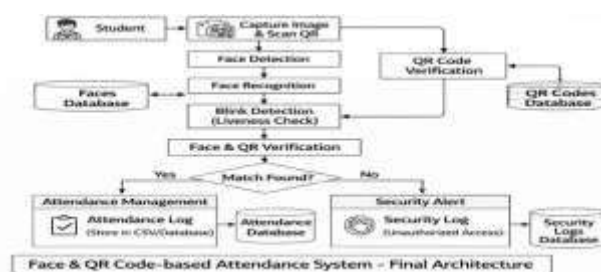 Student
Capture Image
& Scan QR
Face Detection
QR Code
Verification
Face Recognition
Faces
Database
QR Codes
Database
Blink Detection
(Liveness Check)
Face & QR Verification
Yes
Match Found?
No
Attendance Management
Security Alert
Attendance Log
(Store in CSV/Database)
Attendance
Database
Security Log
(Unauthorized Access)
Security
Logs
Database
Face & QR Code-based Attendance System – Final Architecture